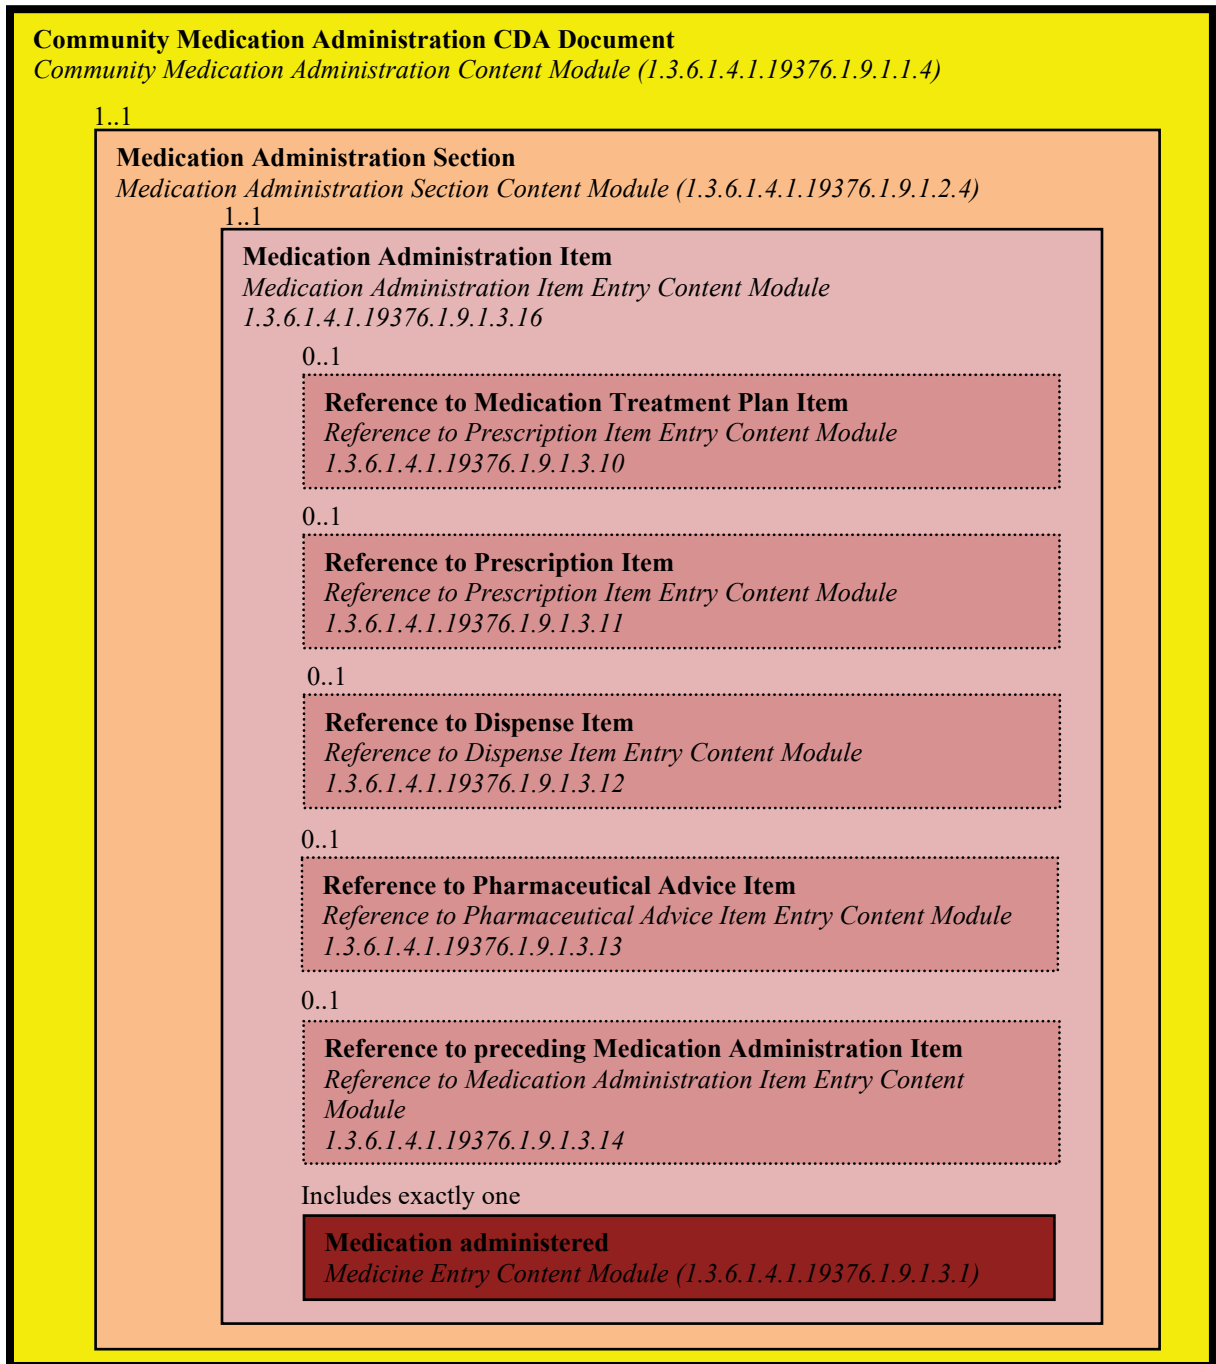 Community Medication Administration CDA Document
Community Medication Administration Content Module (1.3.6.1.4.1.19376.1.9.1.1.4)
1..1
Medication Administration Section
Medication Administration Section Content Module (1.3.6.1.4.1.19376.1.9.1.2.4)
1..1
Medication Administration Item
Medication Administration Item Entry Content Module
1.3.6.1.4.1.19376.1.9.1.3.16
0..1
Reference to Medication Treatment Plan Item
Reference to Prescription Item Entry Content Module
1.3.6.1.4.1.19376.1.9.1.3.10
0..1
Reference to Prescription Item
Reference to Prescription Item Entry Content Module
1.3.6.1.4.1.19376.1.9.1.3.11
0..1
Reference to Dispense Item
Reference to Dispense Item Entry Content Module
1.3.6.1.4.1.19376.1.9.1.3.12
0..1
Reference to Pharmaceutical Advice Item
Reference to Pharmaceutical Advice Item Entry Content Module
1.3.6.1.4.1.19376.1.9.1.3.13
0..1
Reference to preceding Medication Administration Item
Reference to Medication Administration Item Entry Content
Module
1.3.6.1.4.1.19376.1.9.1.3.14
Includes exactly one
Medication administered
Medicine Entry Content Module (1.3.6.1.4.1.19376.1.9.1.3.1)